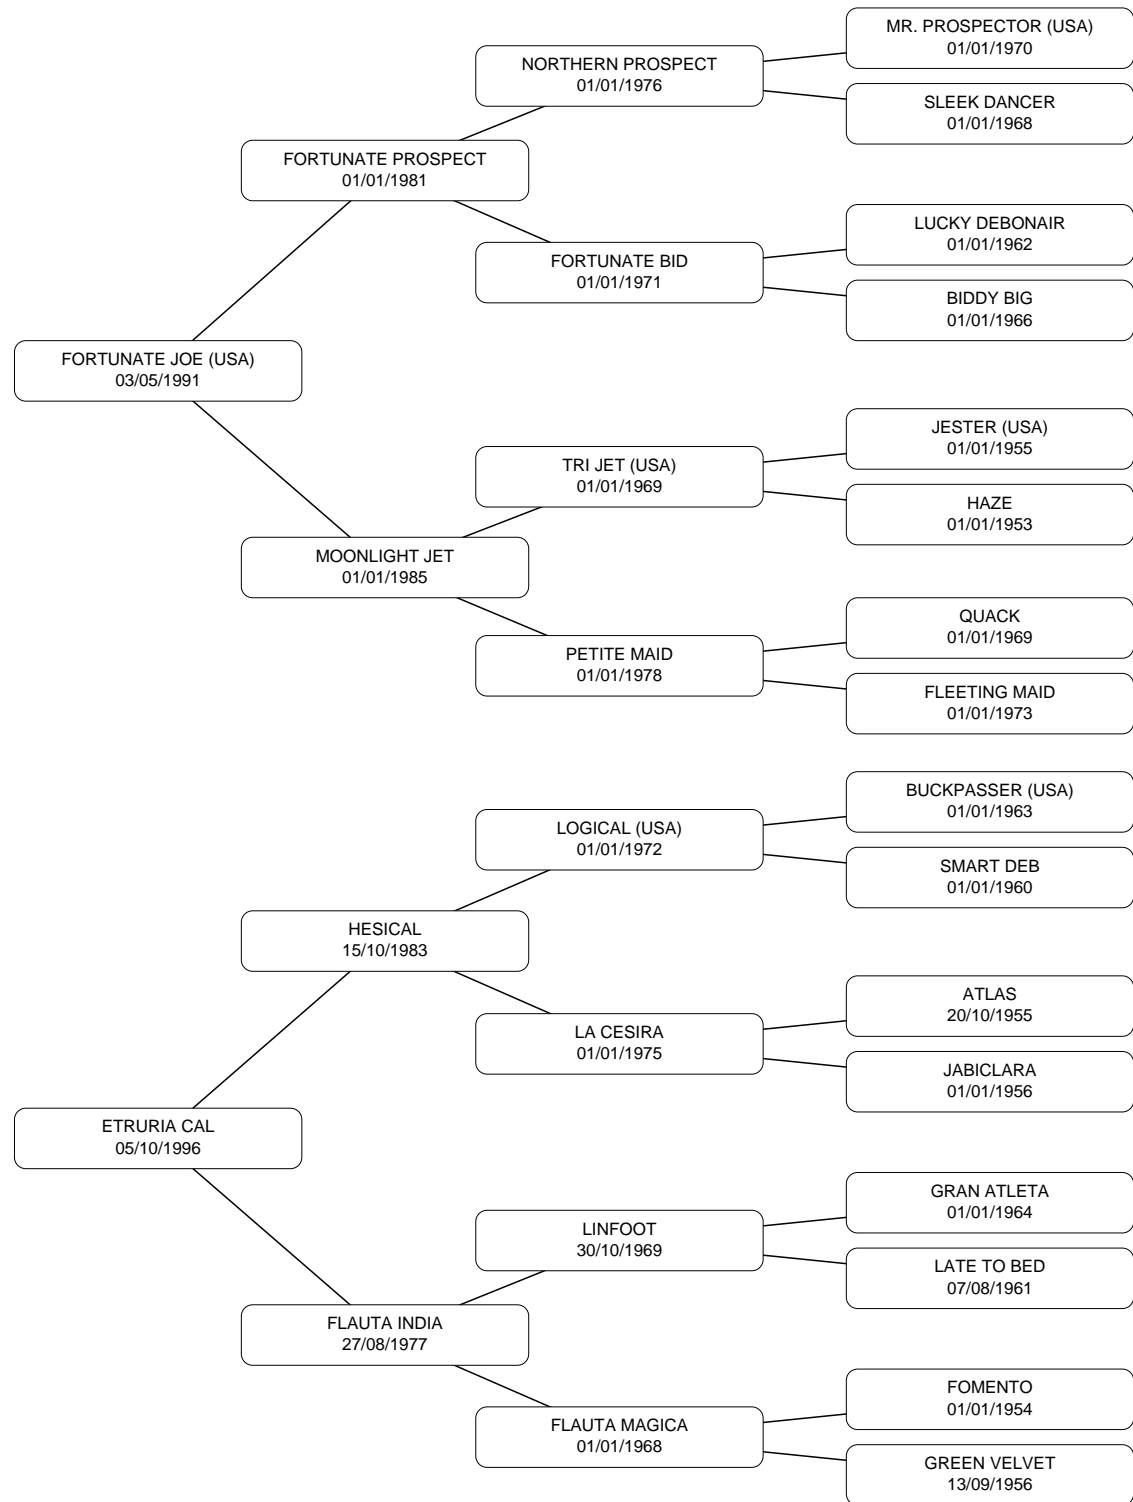 MR. PROSPECTOR (USA)
01/01/1970
NORTHERN PROSPECT
01/01/1976
SLEEK DANCER
01/01/1968
FORTUNATE PROSPECT
01/01/1981
LUCKY DEBONAIR
01/01/1962
FORTUNATE BID
01/01/1971
BIDDY BIG
01/01/1966
FORTUNATE JOE (USA)
03/05/1991
JESTER (USA)
01/01/1955
TRI JET (USA)
01/01/1969
HAZE
01/01/1953
MOONLIGHT JET
01/01/1985
QUACK
01/01/1969
PETITE MAID
01/01/1978
FLEETING MAID
01/01/1973
BUCKPASSER (USA)
01/01/1963
LOGICAL (USA)
01/01/1972
SMART DEB
01/01/1960
HESICAL
15/10/1983
ATLAS
20/10/1955
LA CESIRA
01/01/1975
JABICLARA
01/01/1956
ETRURIA CAL
05/10/1996
GRAN ATLETA
01/01/1964
LINFOOT
30/10/1969
LATE TO BED
07/08/1961
FLAUTA INDIA
27/08/1977
FOMENTO
01/01/1954
FLAUTA MAGICA
01/01/1968
GREEN VELVET
13/09/1956